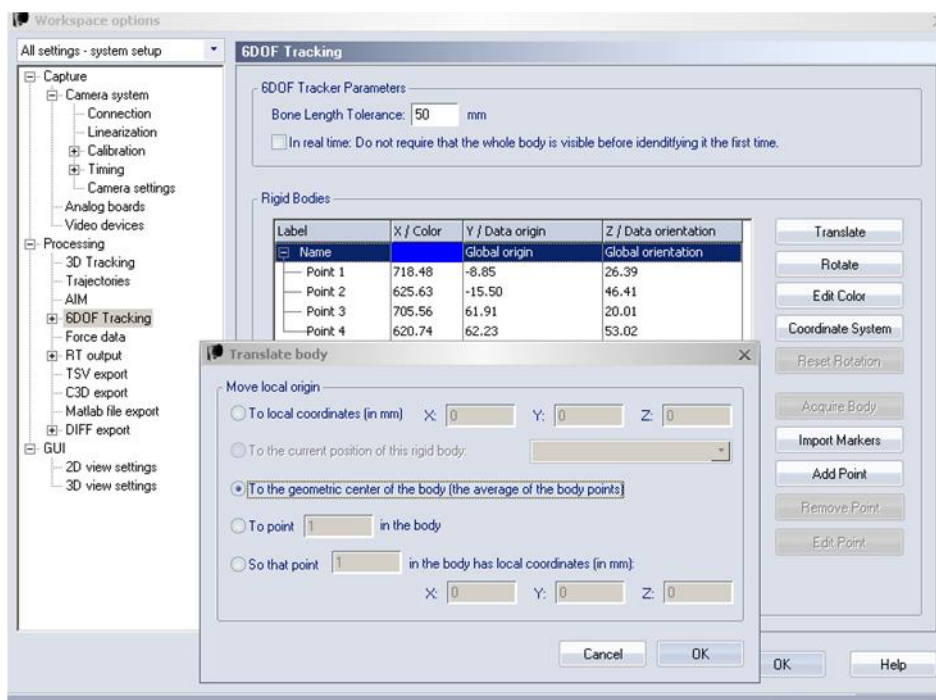 Workspace options
All settings - system setup
Capture
Camera system
Connection
Linearization
Calibration
Timing
Camera settings
Analog boards
Video devices
Processing
3D Tracking
Trajectories
AIM
6DOF Tracking
Force data
RT output
TSV export
C3D export
Matlab file export
DIFF export
GUI
2D view settings
3D view settings
6DOF Tracking
6DOF Tracker Parameters
Bone Length Tolerance: 50 mm
In real time: Do not require that the whole body is visible before idenditfying it the first time.
Rigid Bodies
Label X / Color Y / Data origin Z / Data orientation
Name Global origin Global orientation
Point 1 718.48 -8.85 26.39
Point 2 625.63 -15.50 46.41
Point 3 705.56 61.91 20.01
Point 4 620.74 62.23 53.02
Translate
Rotate
Edit Color
Coordinate System
Reset Rotation
Acquire Body
Import Markers
Add Point
Remove Point
Edit Point
Translate body
Move local origin
To local coordinates (in mm) X: 0 Y: 0 Z: 0
To the current position of this rigid body:
To the geometric center of the body (the average of the body points)
To point 1 in the body
So that point 1 in the body has local coordinates (in mm):
X: 0 Y: 0 Z: 0
Cancel OK
OK Help